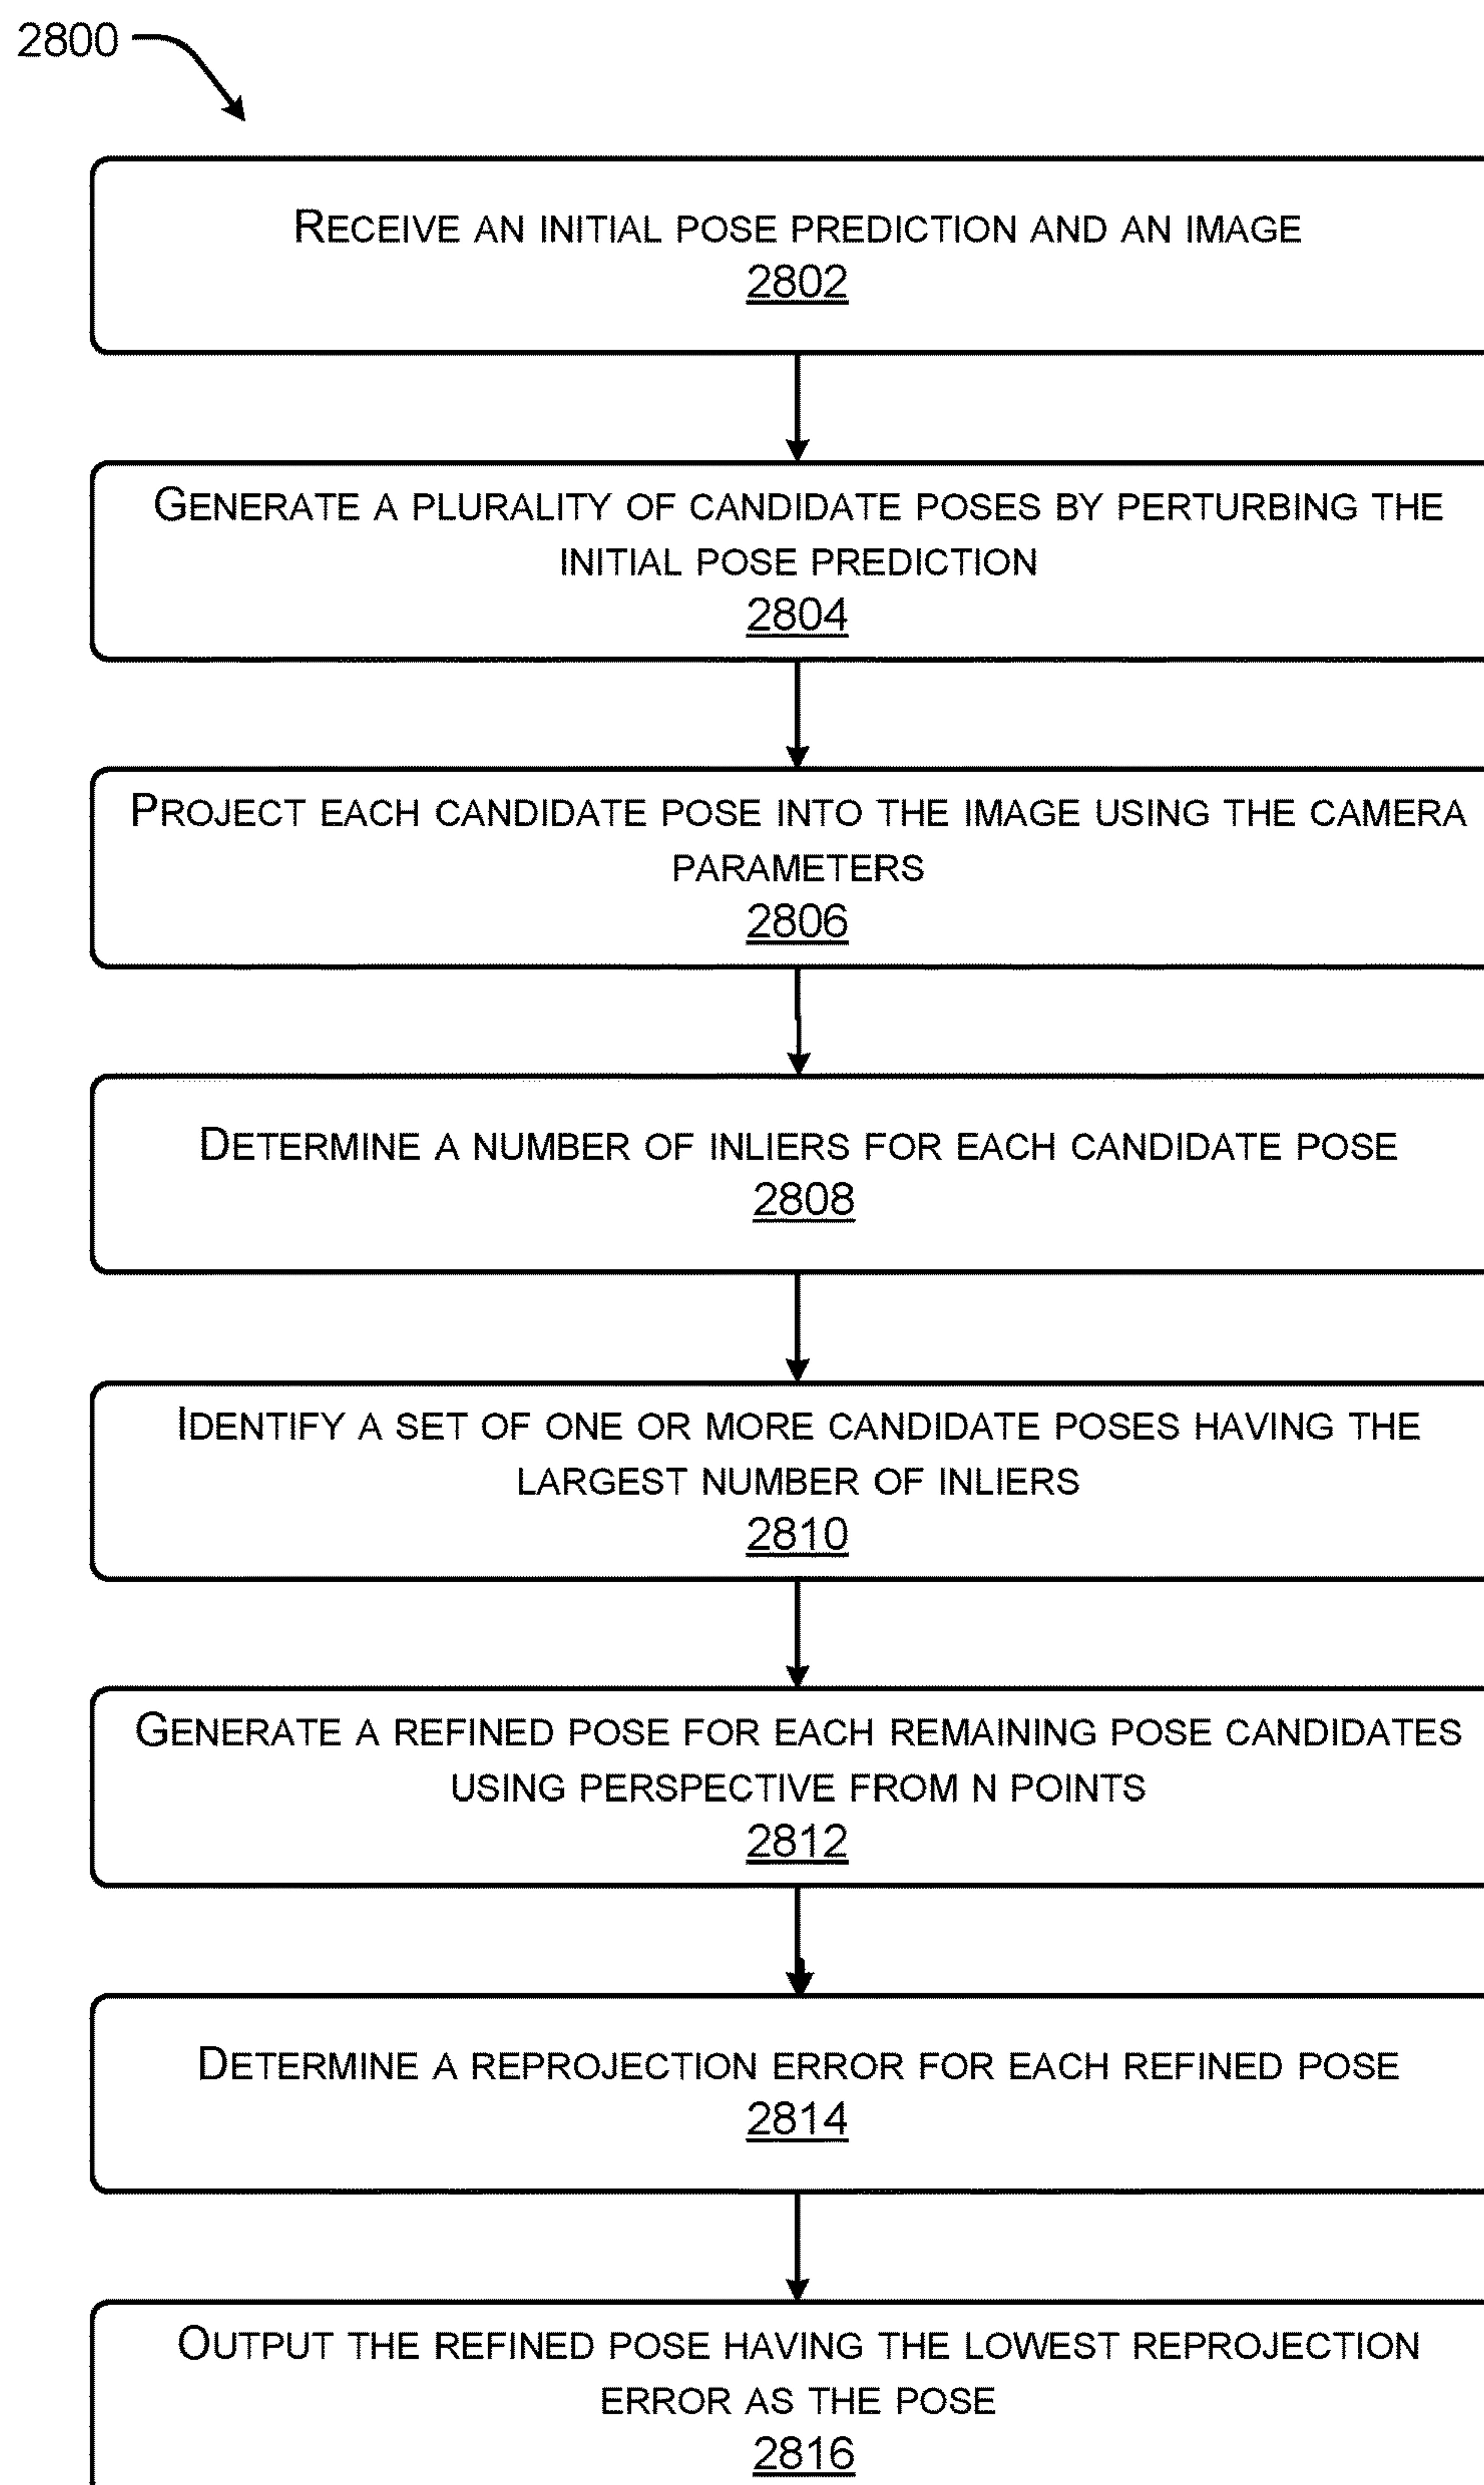 2800
RECEIVE AN INITIAL POSE PREDICTION AND AN IMAGE
2802
GENERATE A PLURALITY OF CANDIDATE POSES BY PERTURBING THE
INITIAL POSE PREDICTION
2804
PROJECT EACH CANDIDATE POSE INTO THE IMAGE USING THE CAMERA
PARAMETERS
2806
DETERMINE A NUMBER OF INLIERS FOR EACH CANDIDATE POSE
2808
IDENTIFY A SET OF ONE OR MORE CANDIDATE POSES HAVING THE
LARGEST NUMBER OF INLIERS
2810
GENERATE A REFINED POSE FOR EACH REMAINING POSE CANDIDATES
USING PERSPECTIVE FROM N POINTS
2812
DETERMINE A REPROJECTION ERROR FOR EACH REFINED POSE
2814
OUTPUT THE REFINED POSE HAVING THE LOWEST REPROJECTION
ERROR AS THE POSE
2816